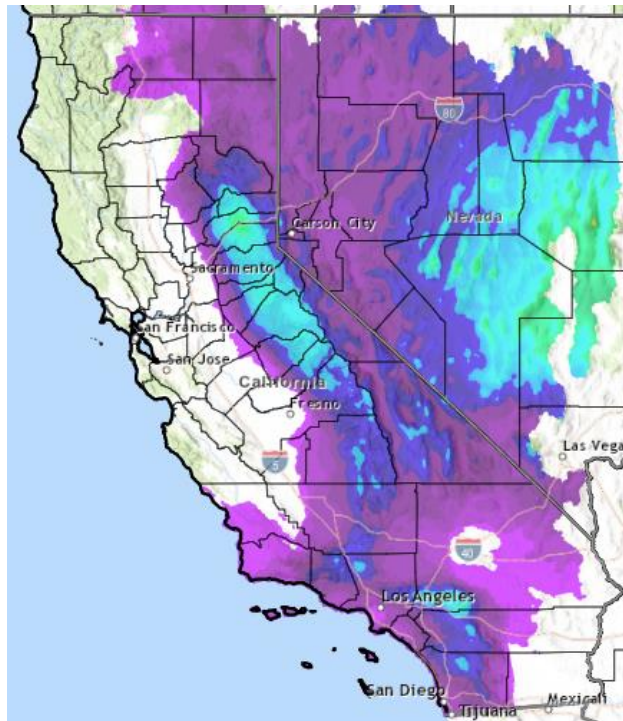 80
Nevada
Carson City
Sacramento
San Francisco
San Jose
California
Fresno
5
Las Vega
40
Los Angeles
San Diego
Tijuana
Mexicali